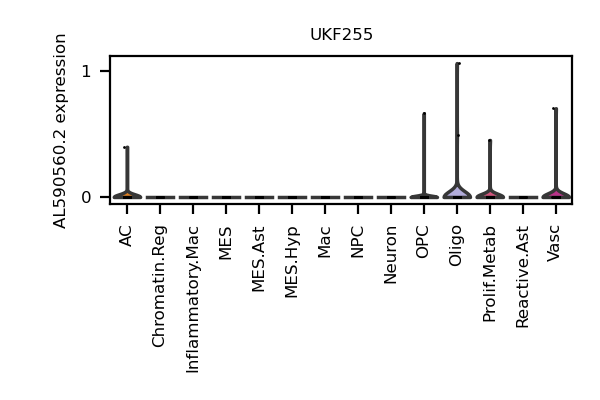 UKF255
AL590560.2 expression
1
0
AC
Chromatin.Reg
Inflammatory.Mac
MES
MES.Ast
MES.Hyp
Mac
NPC
Neuron
OPC
Oligo
Prolif.Metab
Reactive.Ast
Vasc